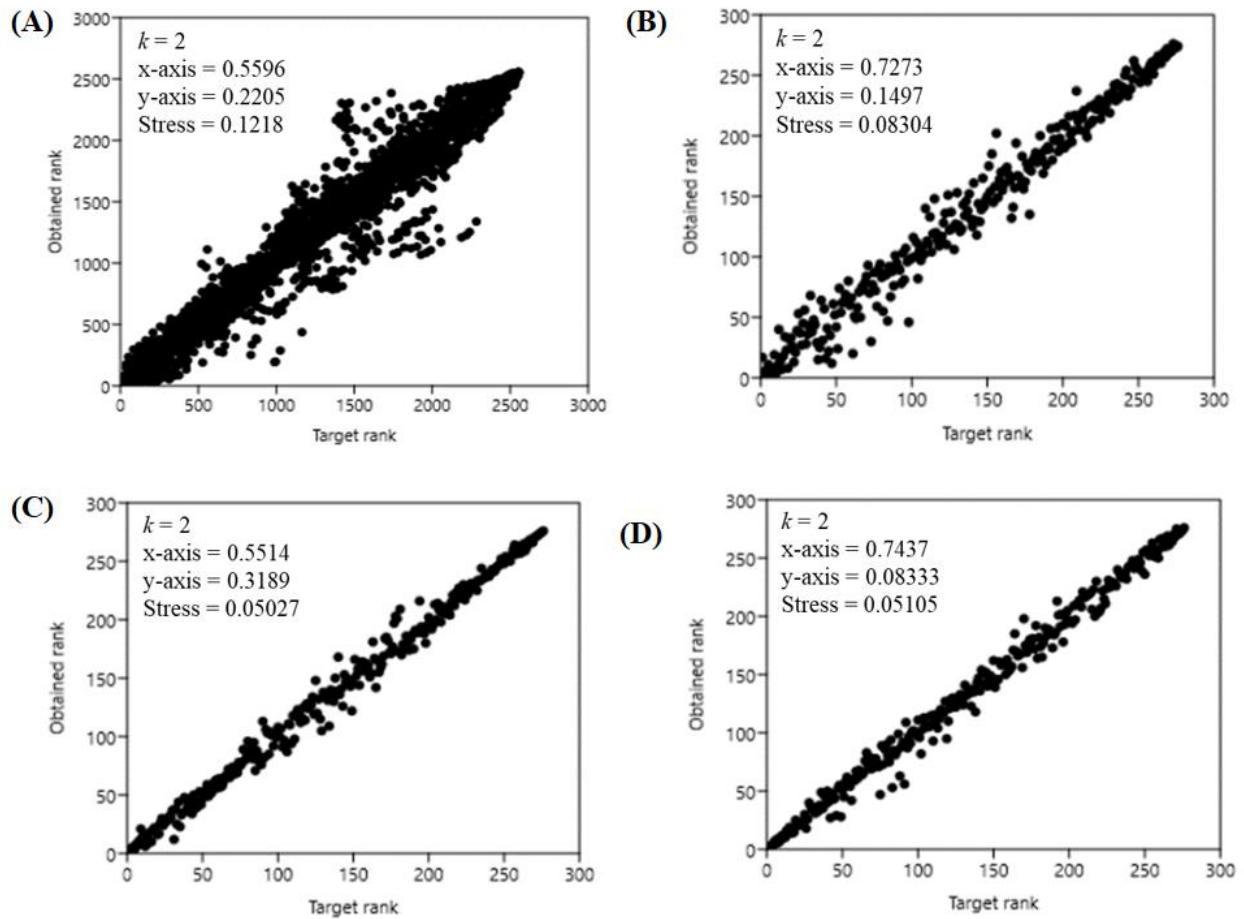 (A)
k = 2
x-axis = 0.5596
y-axis = 0.2205
Stress = 0.1218
3000
2500
2000
1500
1000
500
0
Obtained rank
0 500 1000 1500 2000 2500 3000
Target rank
(B)
k = 2
x-axis = 0.7273
y-axis = 0.1497
Stress = 0.08304
300
250
200
150
100
50
0
Obtained rank
0 50 100 150 200 250 300
Target rank
(C)
k = 2
x-axis = 0.5514
y-axis = 0.3189
Stress = 0.05027
300
250
200
150
100
50
0
Obtained rank
0 50 100 150 200 250 300
Target rank
(D)
k = 2
x-axis = 0.7437
y-axis = 0.08333
Stress = 0.05105
300
250
200
150
100
50
0
Obtained rank
0 50 100 150 200 250 300
Target rank